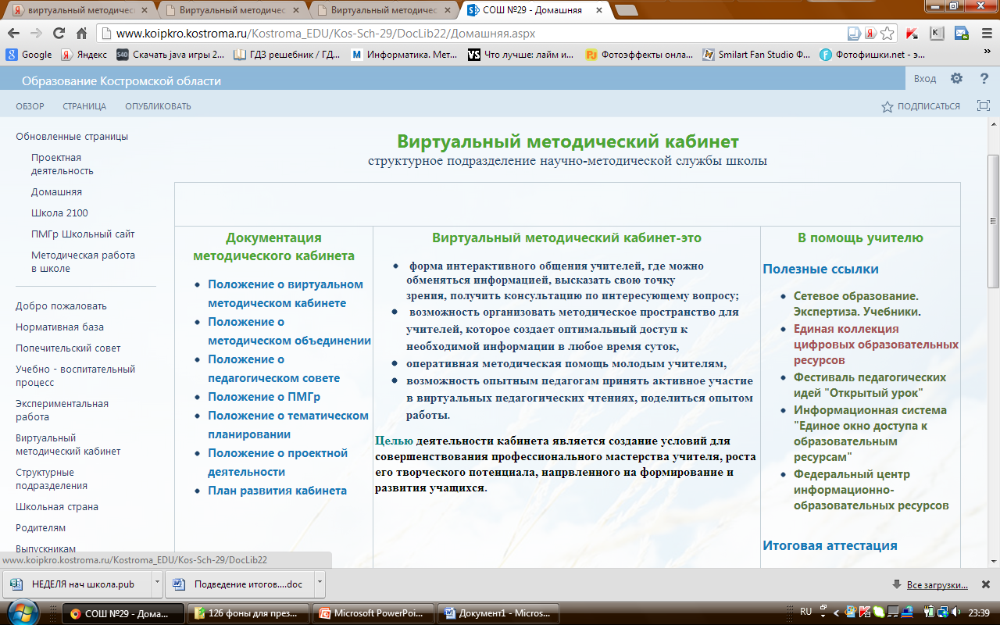 виртуальный методичес
Виртуальный методичес
Виртуальный методичес
СОШ №29 - Домашняя
www.koipkro.kostroma.ru/Kostroma_EDU/Kos-Sch-29/DocLib22/Домашняя.aspx
Google
Яндекс
Скачать java игры 2...
ГДЗ решебник / ГД...
Информатика. Мет...
Что лучше: лайм и...
Фотоэффекты онла...
Smilart Fan Studio Ф...
Фотофишки.net - э...
»
Образование Костромской области
Вход
?
ОБЗОР
СТРАНИЦА
ОПУБЛИКОВАТЬ
ПОДПИСАТЬСЯ
Обновленные страницы
Проектная
деятельность
Домашняя
Школа 2100
ПМГр Школьный сайт
Методическая работа
в школе
Добро пожаловать
Нормативная база
Попечительский совет
Учебно - воспитательный
процесс
Экспериментальная
работа
Виртуальный
методический кабинет
Структурные
подразделения
Школьная страна
Родителям
Выпускникам
Виртуальный методический кабинет
структурное подразделение научно-методической службы школы
Документация
методического кабинета
Положение о виртуальном
методическом кабинете
Положение о
методическом объединении
Положение о
педагогическом совете
Положение о ПМГр
Положение о тематическом
планировании
Положение о проектной
деятельности
План развития кабинета
Виртуальный методический кабинет-это
форма интерактивного общения учителей, где можно
обменяться информацией, высказать свою точку
зрения, получить консультацию по интересующему вопросу;
возможность организовать методическое пространство для
учителей, которое создает оптимальный доступ к
необходимой информации в любое время суток,
оперативная методическая помощь молодым учителям,
возможность опытным педагогам принять активное участие
в виртуальных педагогических чтениях, поделиться опытом
работы.
Целью деятельности кабинета является создание условий для
совершенствования профессионального мастерства учителя, роста
его творческого потенциала, напрвленного на формирование и
развития учащихся.
В помощь учителю
Полезные ссылки
Сетевое образование.
Экспертиза. Учебники.
Единая коллекция
цифровых образовательных
ресурсов
Фестиваль педагогических
идей "Открытый урок"
Информационная система
"Единое окно доступа к
образовательным
ресурсам"
Федеральный центр
информационно-
образовательных ресурсов
Итоговая аттестация
www.koipkro.kostroma.ru/Kostroma_EDU/Kos-Sch-29/DocLib22
НЕДЕЛЯ нач школа.pub
Подведение итогов....doc
Все загрузки...
СОШ №29 - Дома...
126 фоны для през...
Microsoft PowerPoi...
Документ1 - Micros...
RU
23:39